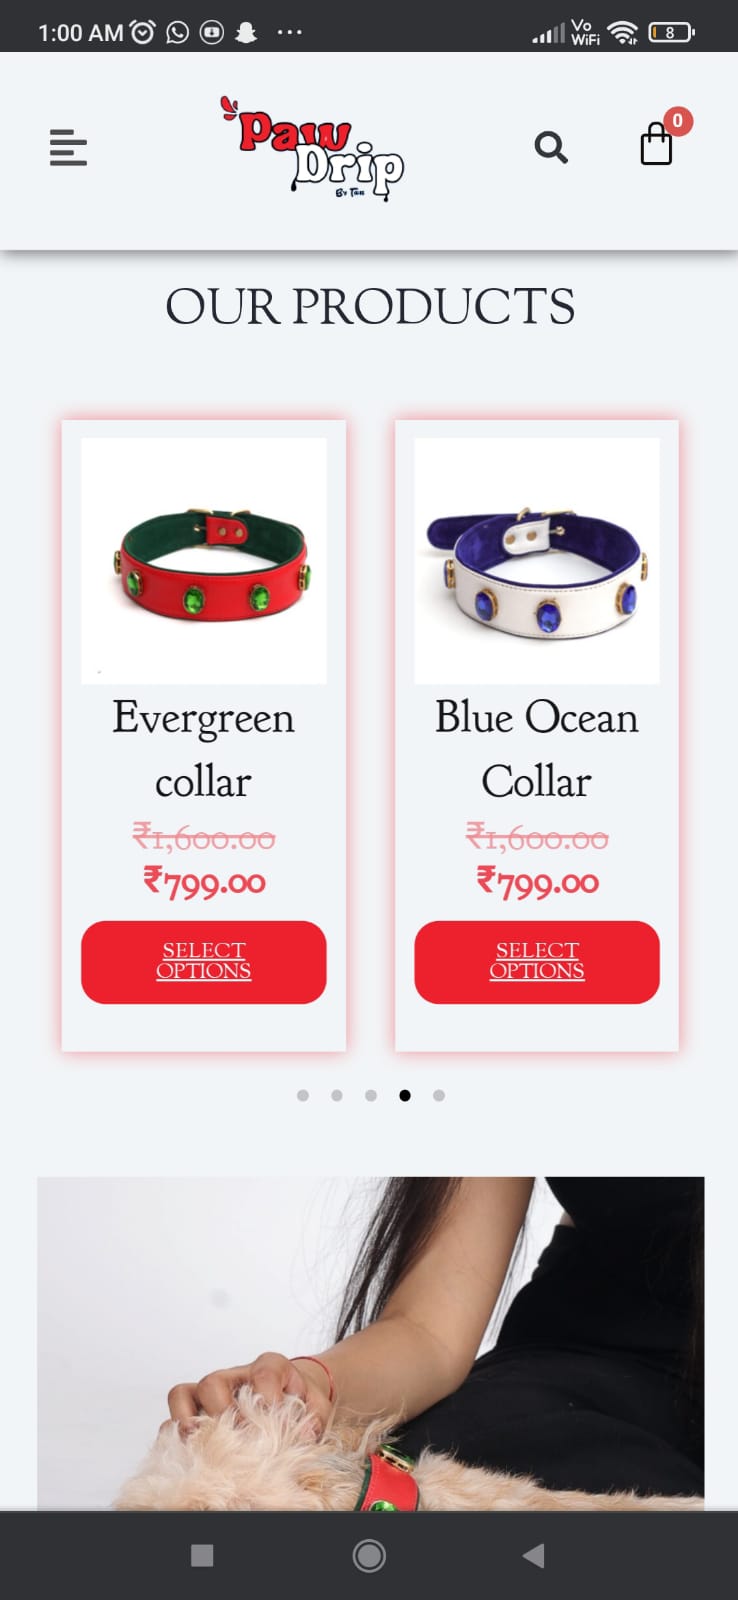 1:00 AM
Vo
WiFi
8
Paw
Drip
By Tan
0
OUR PRODUCTS
Evergreen
collar
₹1,600.00
₹799.00
SELECT
OPTIONS
Blue Ocean
Collar
₹1,600.00
₹799.00
SELECT
OPTIONS